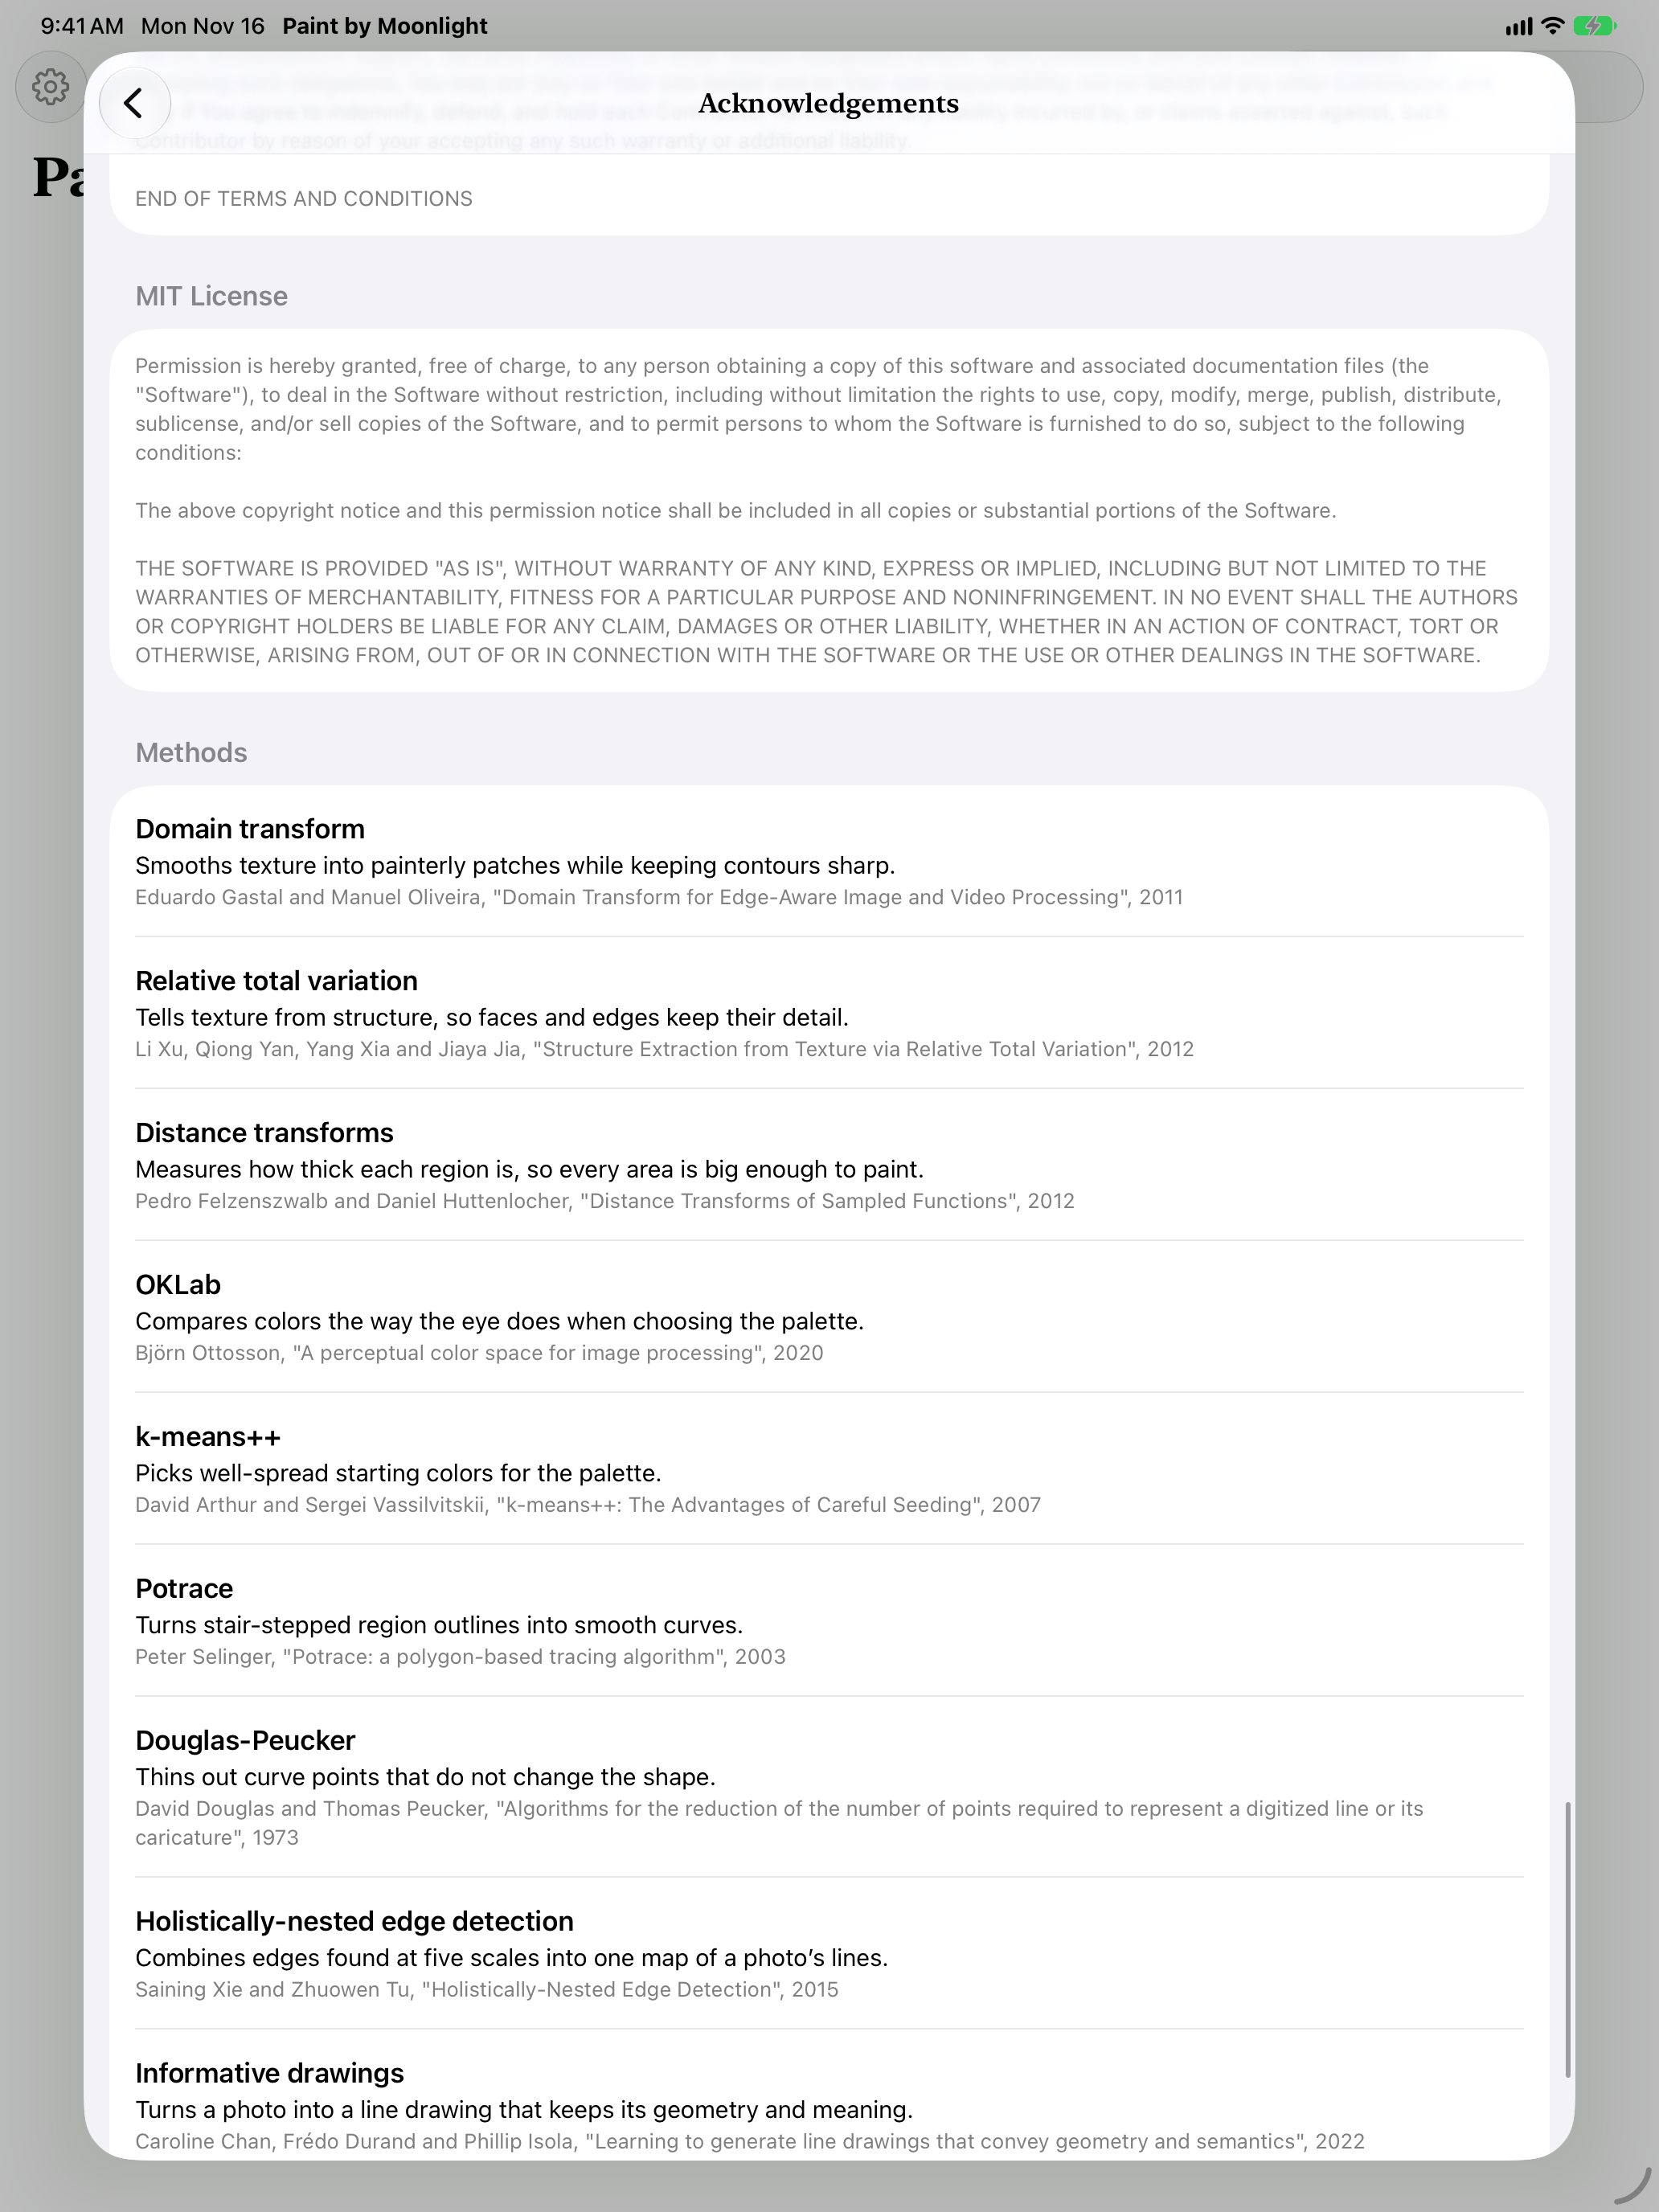 9:41 AM Mon Nov 16 Paint by Moonlight
Acknowledgements
Contributor by reason of your accepting any such warranty or additional liability.
Pa
END OF TERMS AND CONDITIONS
MIT License
Permission is hereby granted, free of charge, to any person obtaining a copy of this software and associated documentation files (the
"Software"), to deal in the Software without restriction, including without limitation the rights to use, copy, modify, merge, publish, distribute,
sublicense, and/or sell copies of the Software, and to permit persons to whom the Software is furnished to do so, subject to the following
conditions:
The above copyright notice and this permission notice shall be included in all copies or substantial portions of the Software.
THE SOFTWARE IS PROVIDED "AS IS", WITHOUT WARRANTY OF ANY KIND, EXPRESS OR IMPLIED, INCLUDING BUT NOT LIMITED TO THE
WARRANTIES OF MERCHANTABILITY, FITNESS FOR A PARTICULAR PURPOSE AND NONINFRINGEMENT. IN NO EVENT SHALL THE AUTHORS
OR COPYRIGHT HOLDERS BE LIABLE FOR ANY CLAIM, DAMAGES OR OTHER LIABILITY, WHETHER IN AN ACTION OF CONTRACT, TORT OR
OTHERWISE, ARISING FROM, OUT OF OR IN CONNECTION WITH THE SOFTWARE OR THE USE OR OTHER DEALINGS IN THE SOFTWARE.
Methods
Domain transform
Smooths texture into painterly patches while keeping contours sharp.
Eduardo Gastal and Manuel Oliveira, "Domain Transform for Edge-Aware Image and Video Processing", 2011
Relative total variation
Tells texture from structure, so faces and edges keep their detail.
Li Xu, Qiong Yan, Yang Xia and Jiaya Jia, "Structure Extraction from Texture via Relative Total Variation", 2012
Distance transforms
Measures how thick each region is, so every area is big enough to paint.
Pedro Felzenszwalb and Daniel Huttenlocher, "Distance Transforms of Sampled Functions", 2012
OKLab
Compares colors the way the eye does when choosing the palette.
Björn Ottosson, "A perceptual color space for image processing", 2020
k-means++
Picks well-spread starting colors for the palette.
David Arthur and Sergei Vassilvitskii, "k-means++: The Advantages of Careful Seeding", 2007
Potrace
Turns stair-stepped region outlines into smooth curves.
Peter Selinger, "Potrace: a polygon-based tracing algorithm", 2003
Douglas-Peucker
Thins out curve points that do not change the shape.
David Douglas and Thomas Peucker, "Algorithms for the reduction of the number of points required to represent a digitized line or its
caricature", 1973
Holistically-nested edge detection
Combines edges found at five scales into one map of a photo’s lines.
Saining Xie and Zhuowen Tu, "Holistically-Nested Edge Detection", 2015
Informative drawings
Turns a photo into a line drawing that keeps its geometry and meaning.
Caroline Chan, Frédo Durand and Phillip Isola, "Learning to generate line drawings that convey geometry and semantics", 2022